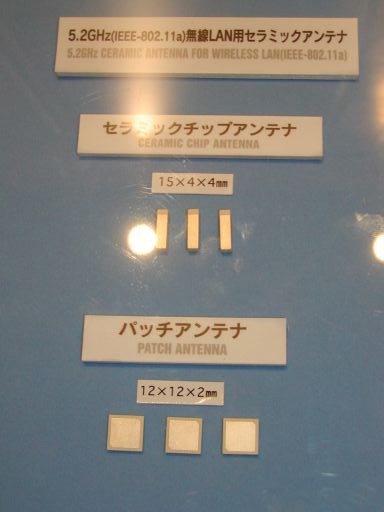 5.2GHz(IEEE-802.11a)無線LAN用セラミックアンテナ
5.2GHz CERAMIC ANTENNA FOR WIRELESS LAN(IEEE-802.11a)
セラミックチップアンテナ
CERAMIC CHIP ANTENNA
15×4×4㎜
パッチアンテナ
PATCH ANTENNA
12×12×2㎜